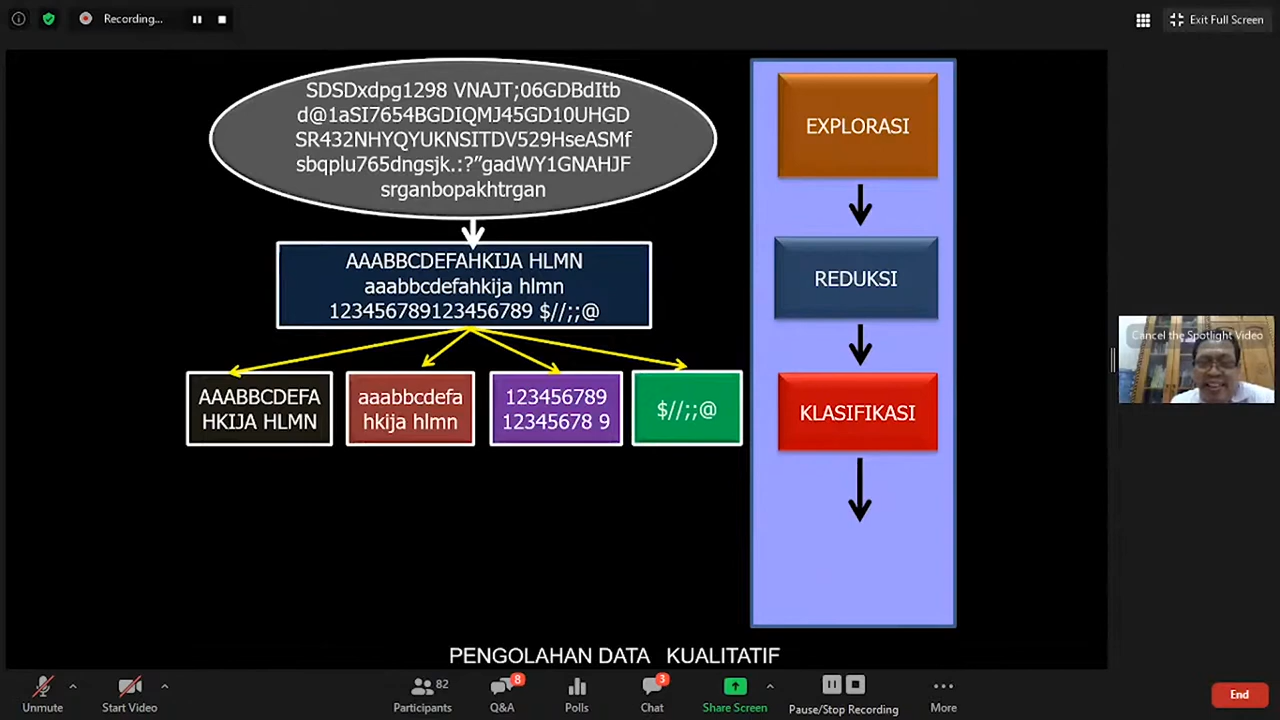 Recording...
Exit Full Screen
SDSDxdpg1298 VNAJT;06GDBdItb
d@1aSI7654BGDIQMJ45GD10UHGD
SR432NHYQYUKNSITDV529HseASMf
sbqplu765dngsjk.:?”gadWY1GNAHJF
srganbopakhtrgan
EXPLORASI
AAABBCDEFAHKIJA HLMN
aaabbcdefahkija hlmn
123456789123456789 $//;;@
REDUKSI
Cancel the Spotlight Video
AAABBCDEFA
HKIJA HLMN
aaabbcdefa
hkija hlmn
123456789
12345678 9
$//;;@
KLASIFIKASI
PENGOLAHAN DATA KUALITATIF
Unmute
Start Video
82
Participants
8
Q&A
Polls
3
Chat
Share Screen
Pause/Stop Recording
More
End